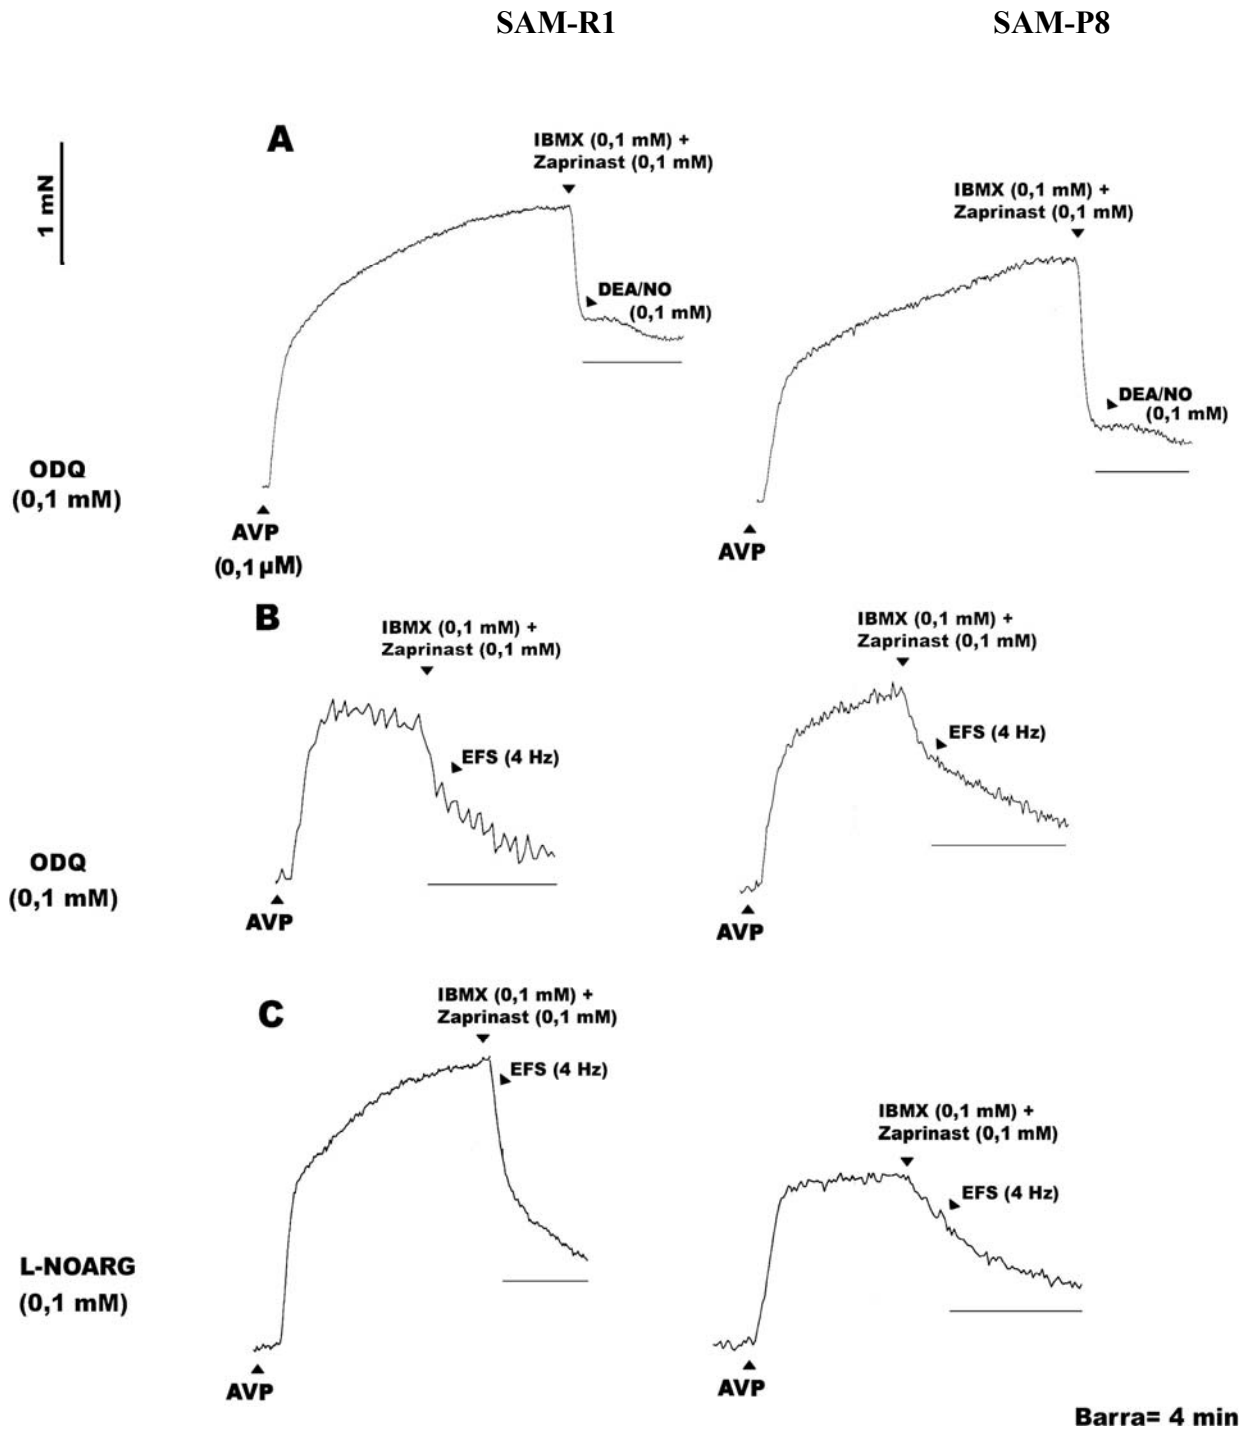 SAM-R1
SAM-P8
A
1 mN
IBMX (0,1 mM) +
Zaprinast (0,1 mM)
DEA/NO
(0,1 mM)
IBMX (0,1 mM) +
Zaprinast (0,1 mM)
DEA/NO
(0,1 mM)
ODQ
(0,1 mM)
AVP
(0,1 µM)
AVP
B
IBMX (0,1 mM) +
Zaprinast (0,1 mM)
EFS (4 Hz)
IBMX (0,1 mM) +
Zaprinast (0,1 mM)
EFS (4 Hz)
ODQ
(0,1 mM)
AVP
AVP
C
IBMX (0,1 mM) +
Zaprinast (0,1 mM)
EFS (4 Hz)
IBMX (0,1 mM) +
Zaprinast (0,1 mM)
EFS (4 Hz)
L-NOARG
(0,1 mM)
AVP
AVP
Barra= 4 min